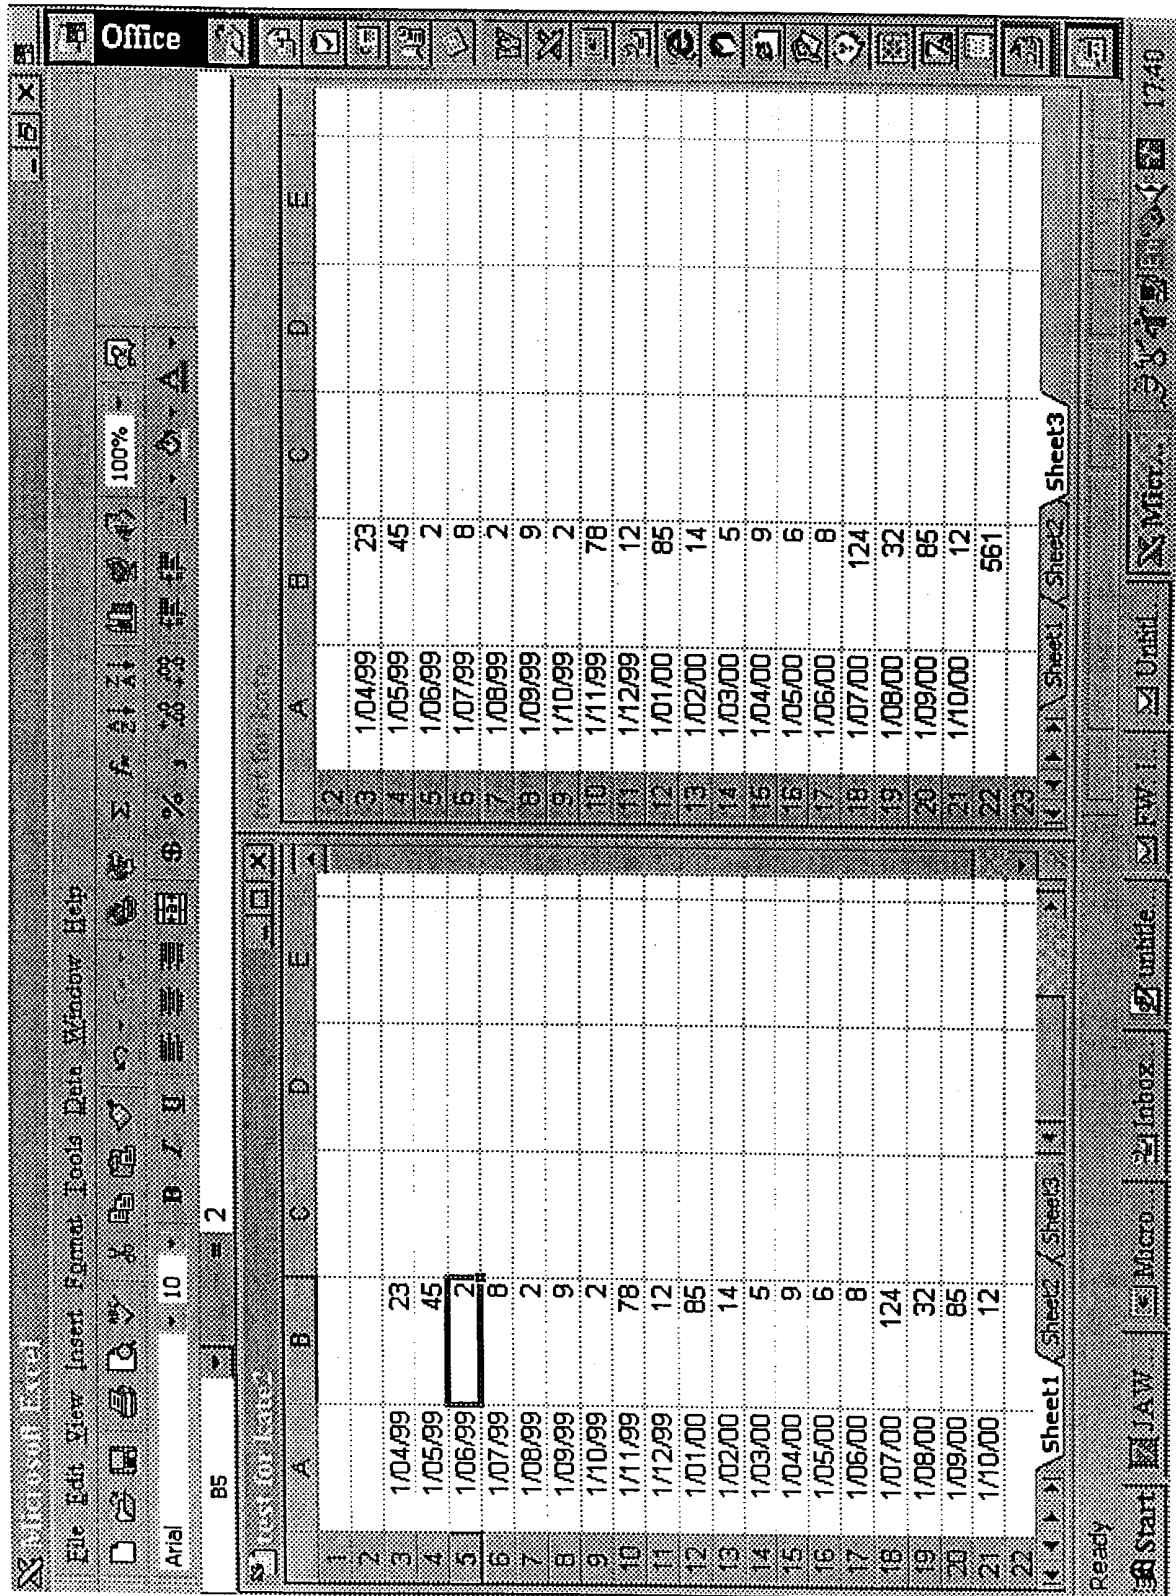 Microsoft Excel
Office
File Edit View Insert Format Tools Data Window Help
100%
Arial 10 B I U $ % ,
B5 = 2
A B C D E
1
2
3 1/04/99 23
4 1/05/99 45
5 1/06/99 2
6 1/07/99 8
7 1/08/99 2
8 1/09/99 9
9 1/10/99 2
10 1/11/99 78
11 1/12/99 12
12 1/01/00 85
13 1/02/00 14
14 1/03/00 5
15 1/04/00 9
16 1/05/00 6
17 1/06/00 8
18 1/07/00 124
19 1/08/00 32
20 1/09/00 85
21 1/10/00 12
22
Sheet1 Sheet2 Sheet3
A B C D E
2
3 1/04/99 23
4 1/05/99 45
5 1/06/99 2
6 1/07/99 8
7 1/08/99 2
8 1/09/99 9
9 1/10/99 2
10 1/11/99 78
11 1/12/99 12
12 1/01/00 85
13 1/02/00 14
14 1/03/00 5
15 1/04/00 9
16 1/05/00 6
17 1/06/00 8
18 1/07/00 124
19 1/08/00 32
20 1/09/00 85
21 1/10/00 12
22 561
23
Sheet1 Sheet2 Sheet3
Ready
Start JAW... Micro... Inbox... untitle... FW: I... Untitl... Micr... 17:40